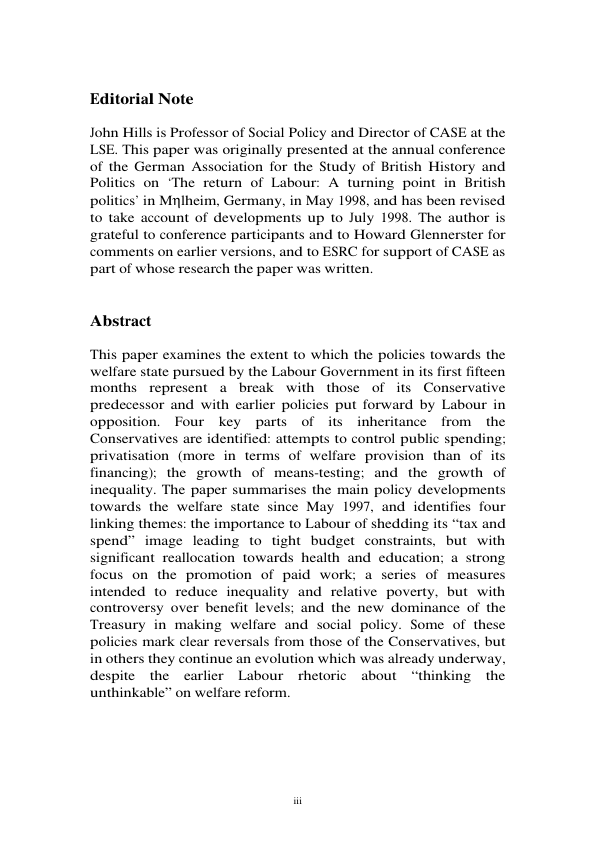 Editorial Note
John Hills is Professor of Social Policy and Director of CASE at the
LSE. This paper was originally presented at the annual conference
of the German Association for the Study of British History and
Politics on ‘The return of Labour: A turning point in British
politics’ in Mηlheim, Germany, in May 1998, and has been revised
to take account of developments up to July 1998. The author is
grateful to conference participants and to Howard Glennerster for
comments on earlier versions, and to ESRC for support of CASE as
part of whose research the paper was written.
Abstract
This paper examines the extent to which the policies towards the
welfare state pursued by the Labour Government in its first fifteen
months represent a break with those of its Conservative
predecessor and with earlier policies put forward by Labour in
opposition. Four key parts of its inheritance from the
Conservatives are identified: attempts to control public spending;
privatisation (more in terms of welfare provision than of its
financing); the growth of means-testing; and the growth of
inequality. The paper summarises the main policy developments
towards the welfare state since May 1997, and identifies four
linking themes: the importance to Labour of shedding its “tax and
spend” image leading to tight budget constraints, but with
significant reallocation towards health and education; a strong
focus on the promotion of paid work; a series of measures
intended to reduce inequality and relative poverty, but with
controversy over benefit levels; and the new dominance of the
Treasury in making welfare and social policy. Some of these
policies mark clear reversals from those of the Conservatives, but
in others they continue an evolution which was already underway,
despite the earlier Labour rhetoric about “thinking the
unthinkable” on welfare reform.
iii